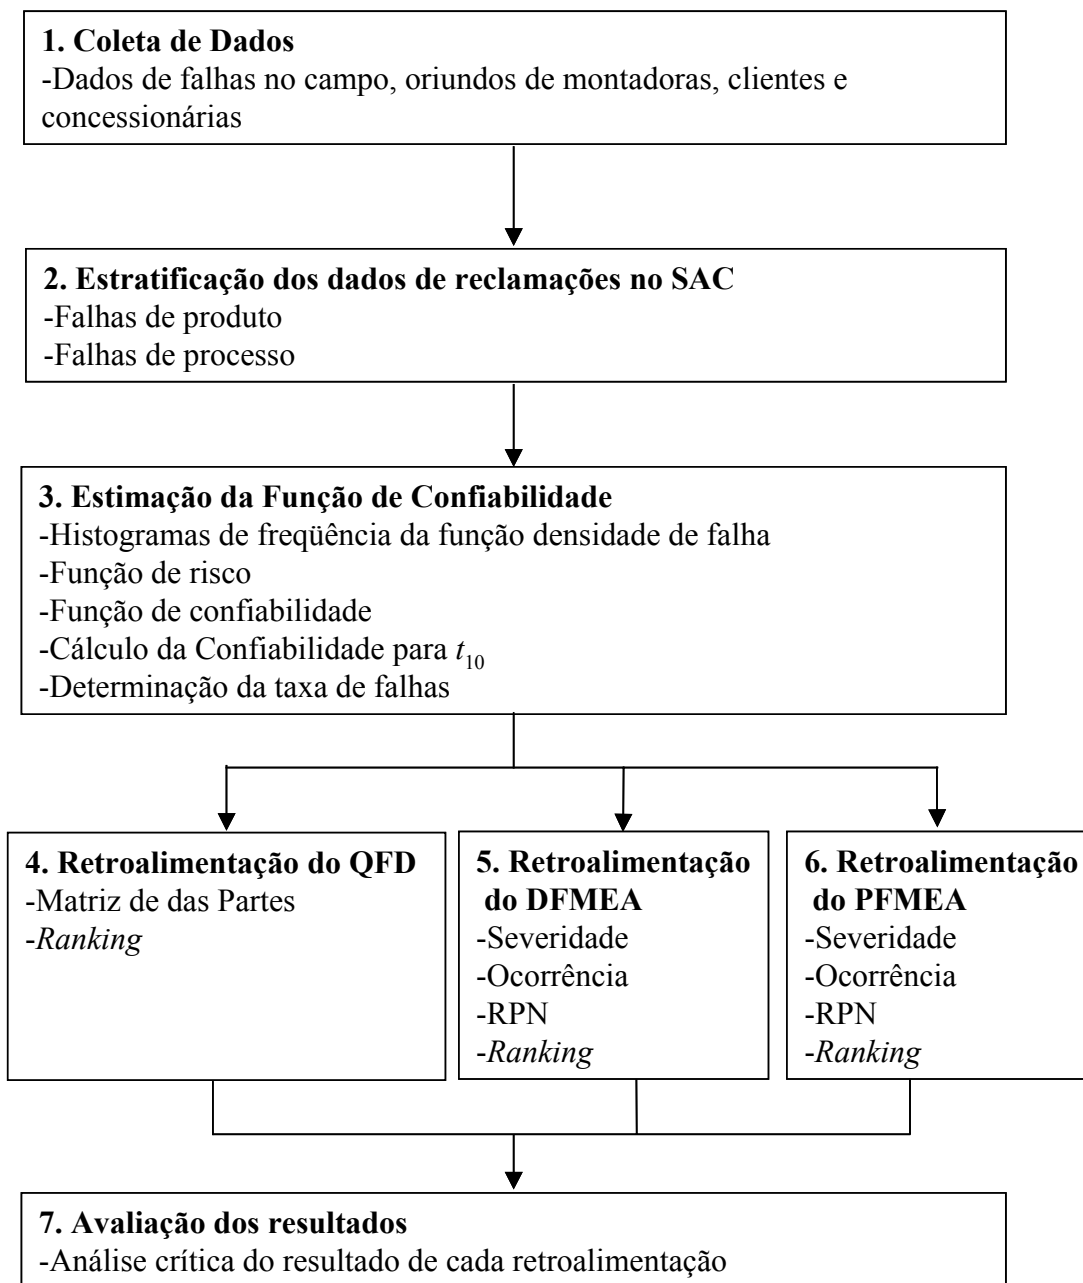 1. Coleta de Dados
-Dados de falhas no campo, oriundos de montadoras, clientes e
concessionárias
2. Estratificação dos dados de reclamações no SAC
-Falhas de produto
-Falhas de processo
3. Estimação da Função de Confiabilidade
-Histogramas de freqüência da função densidade de falha
-Função de risco
-Função de confiabilidade
-Cálculo da Confiabilidade para t10
-Determinação da taxa de falhas
4. Retroalimentação do QFD
-Matriz de das Partes
-Ranking
5. Retroalimentação
do DFMEA
-Severidade
-Ocorrência
-RPN
-Ranking
6. Retroalimentação
do PFMEA
-Severidade
-Ocorrência
-RPN
-Ranking
7. Avaliação dos resultados
-Análise crítica do resultado de cada retroalimentação